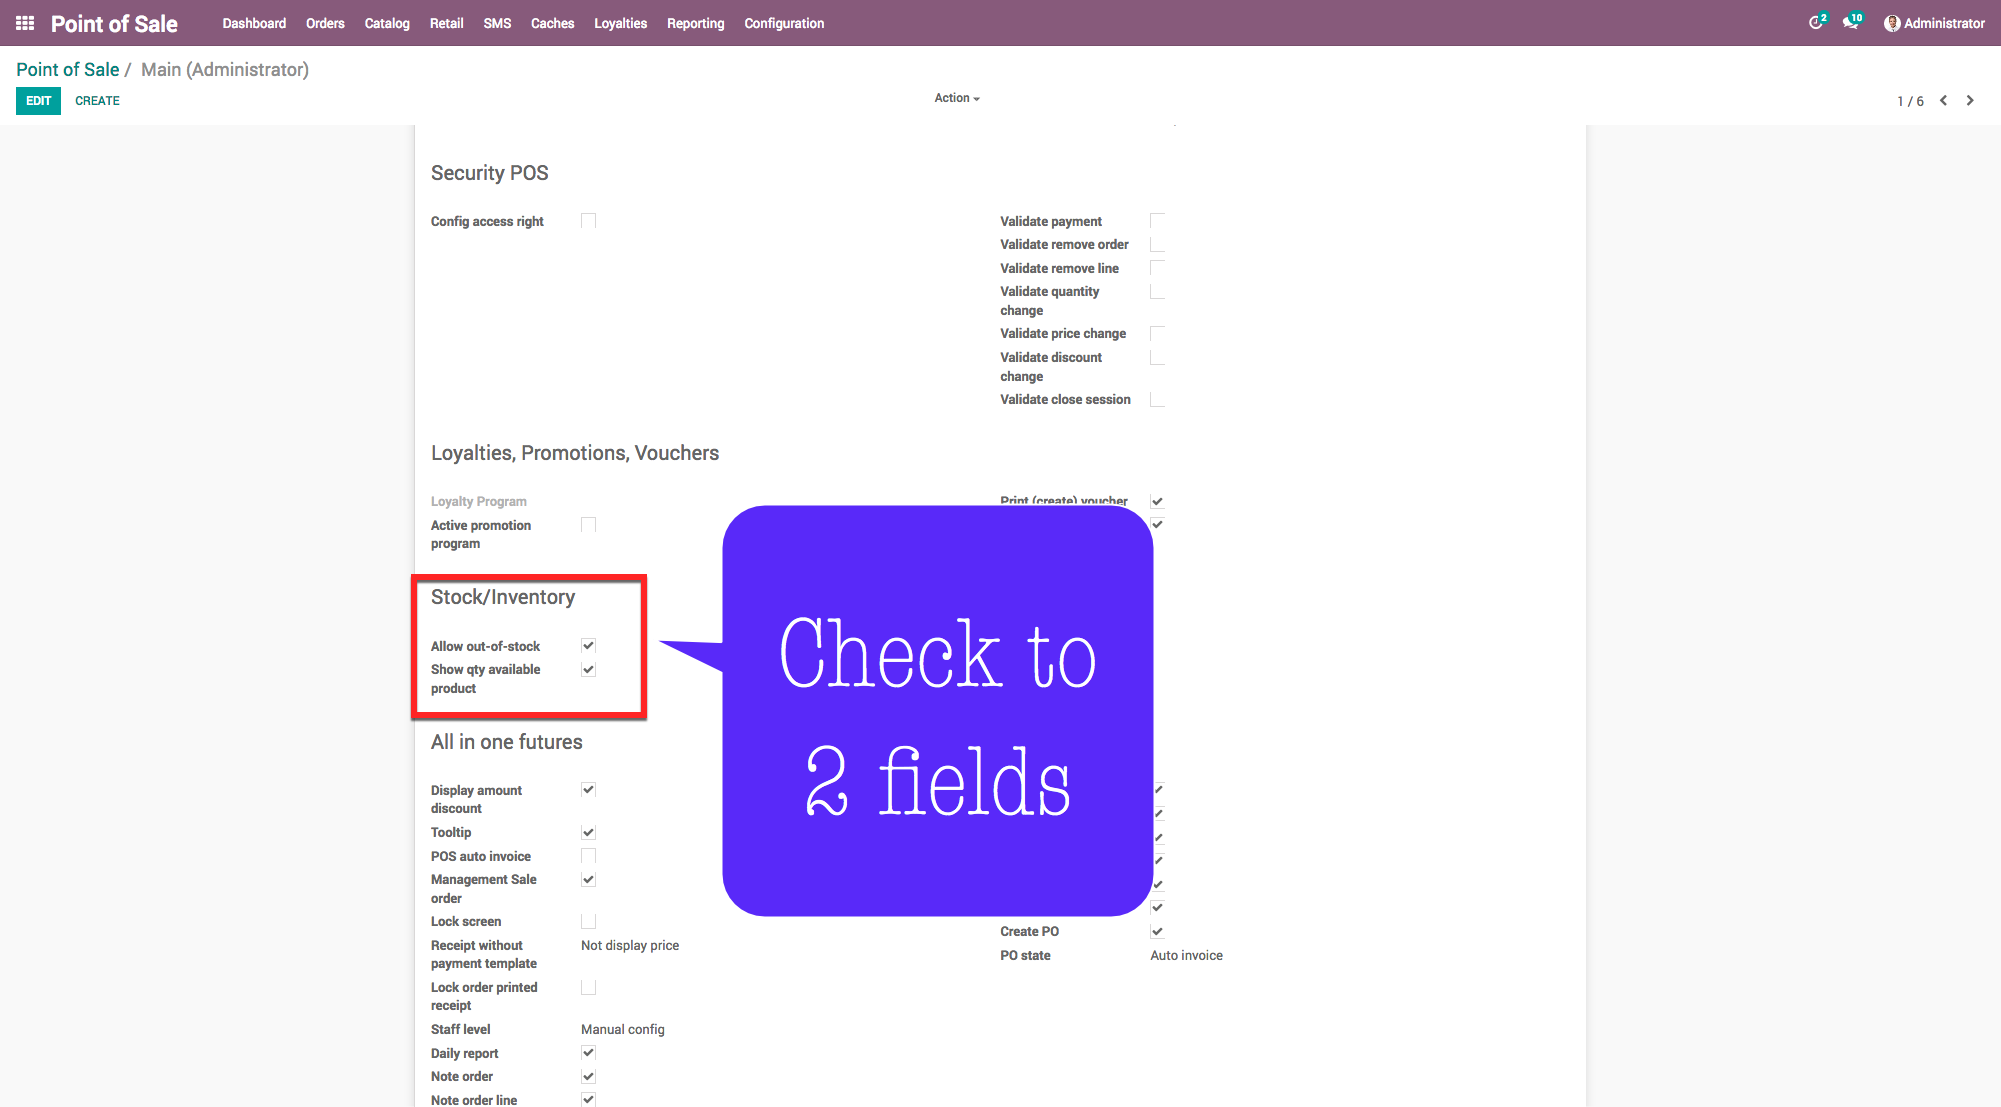 Point of Sale Dashboard Orders Catalog Retail SMS Caches Loyalties Reporting Configuration 2 10 Administrator
Point of Sale / Main (Administrator)
EDIT CREATE Action 1 / 6
Security POS
Config access right Validate payment
Validate remove order
Validate remove line
Validate quantity
change
Validate price change
Validate discount
change
Validate close session
Loyalties, Promotions, Vouchers
Loyalty Program Print (create) voucher
Active promotion
program
Stock/Inventory
Allow out-of-stock
Show qty available
product
Check to
2 fields
All in one futures
Display amount
discount
Tooltip
POS auto invoice
Management Sale
order
Lock screen
Create PO
Receipt without Not display price
payment template
PO state Auto invoice
Lock order printed
receipt
Staff level Manual config
Daily report
Note order
Note order line